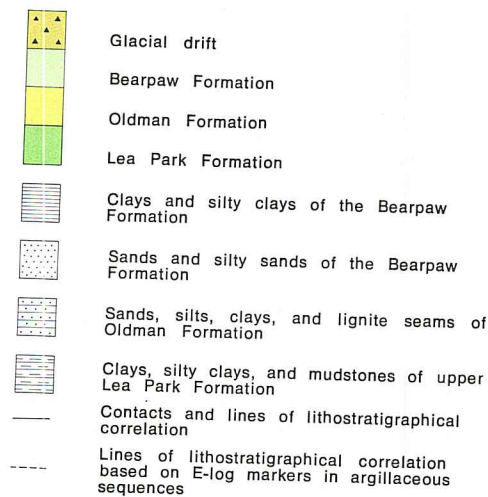 Glacial drift
Bearpaw Formation
Oldman Formation
Lea Park Formation
Clays and silty clays of the Bearpaw
Formation
Sands and silty sands of the Bearpaw
Formation
Sands, silts, clays, and lignite seams of
Oldman Formation
Clays, silty clays, and mudstones of upper
Lea Park Formation
Contacts and lines of lithostratigraphical
correlation
Lines of lithostratigraphical correlation
based on E-log markers in argillaceous
sequences